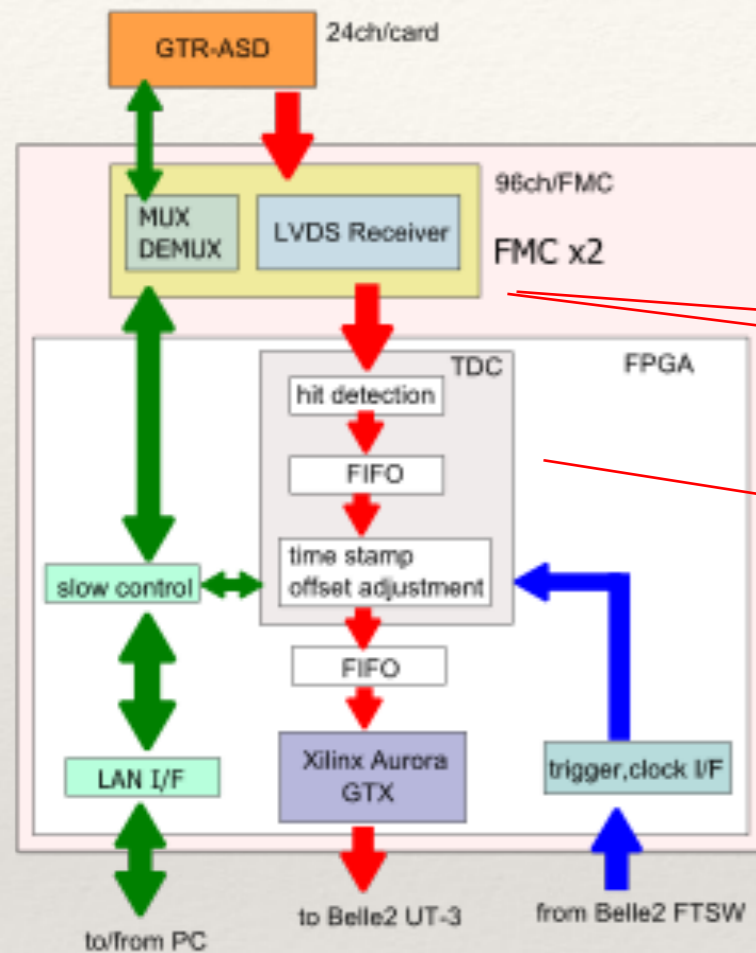 GTR-ASD
24ch/card
96ch/FMC
MUX
DEMUX
LVDS Receiver
FMC x2
TDC
FPGA
hit detection
FIFO
time stamp
offset adjustment
slow control
FIFO
Xilinx Aurora
GTX
LAN I/F
trigger,clock I/F
to Belle2 UT-3
from Belle2 FTSW
to/from PC